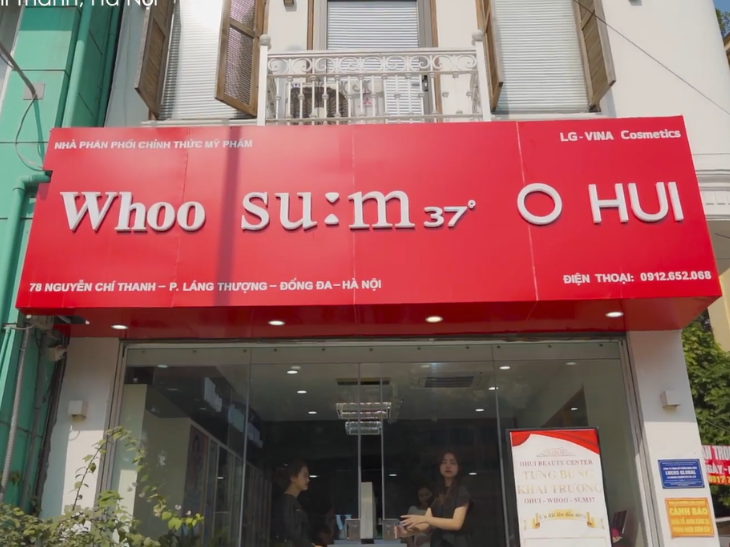 NHÀ PHÂN PHỐI CHÍNH THỨC MỸ PHẨM
LG-VINA Cosmetics
Whoo su:m37° O HUI
78 NGUYỄN CHÍ THANH – P. LÁNG THƯỢNG – ĐỐNG ĐA – HÀ NỘI
ĐIỆN THOẠI: 0912.652.068
OHUI BEAUTY CENTER
TƯNG BỪNG
KHAI TRƯƠNG
OHUI - WHOO - SUM37
CẢNH BÁO